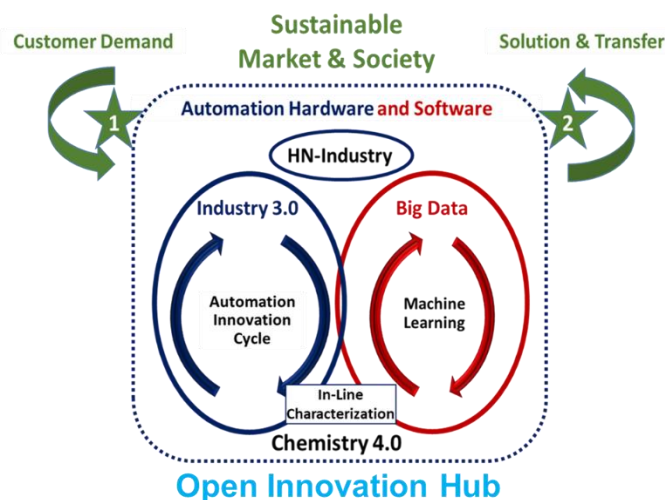 Sustainable
Market & Society
Customer Demand
Solution & Transfer
1
2
Automation Hardware and Software
HN-Industry
Industry 3.0
Big Data
Automation
Innovation
Cycle
Machine
Learning
In-Line
Characterization
Chemistry 4.0
Open Innovation Hub